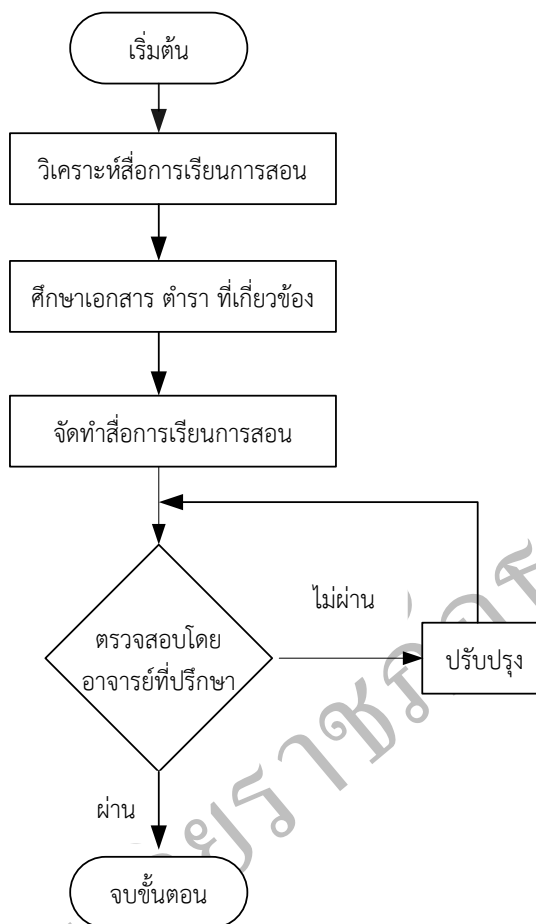 เริ่มต้น
วิเคราะห์สื่อการเรียนการสอน
ศึกษาเอกสาร ตำรา ที่เกี่ยวข้อง
จัดทำสื่อการเรียนการสอน
ไม่ผ่าน
ตรวจสอบโดย
อาจารย์ที่ปรึกษา
ปรับปรุง
ผ่าน
จบขั้นตอน